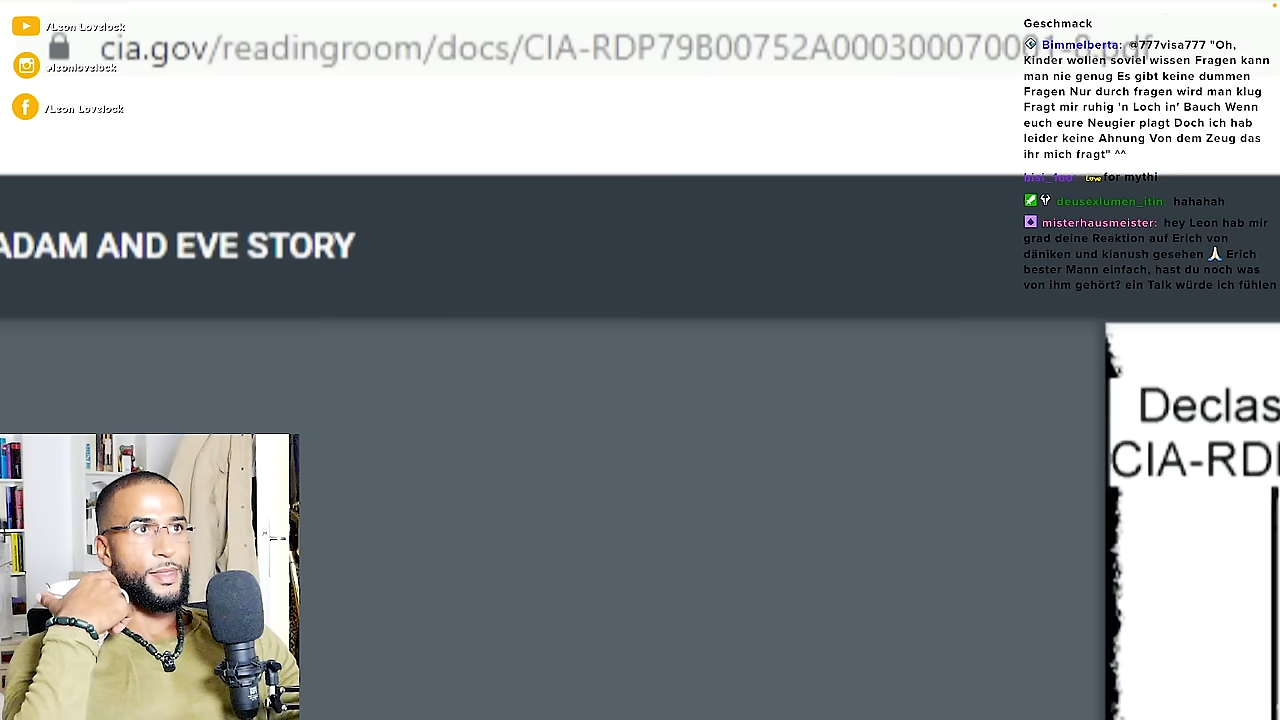 /Leon Lovelock
/leonlovelock
/Leon Lovelock
cia.gov/readingroom/docs/CIA-RDP79B00752A0003000700
ADAM AND EVE STORY
Declas
CIA-RD
Geschmack
Bimmelberta: @777visa777 "Oh,
Kinder wollen soviel wissen Fragen kann
man nie genug Es gibt keine dummen
Fragen Nur durch fragen wird man klug
Fragt mir ruhig 'n Loch in' Bauch Wenn
euch eure Neugier plagt Doch ich hab
leider keine Ahnung Von dem Zeug das
ihr mich fragt" ^^
for mythi
deusexlumen_itin: hahahah
misterhausmeister: hey Leon hab mir
grad deine Reaktion auf Erich von
däniken und kianush gesehen 🙏🏻 Erich
bester Mann einfach, hast du noch was
von ihm gehört? ein Talk würde ich fühlen